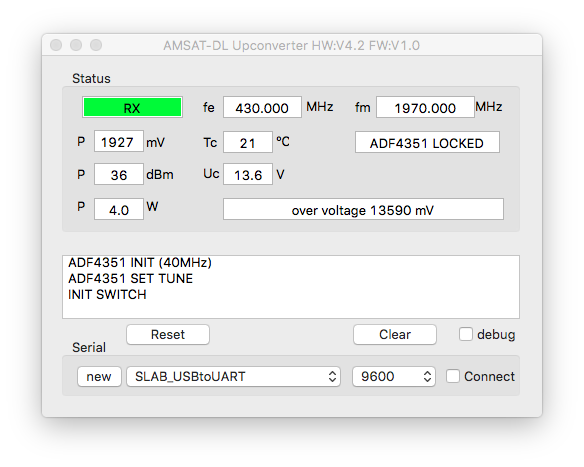 AMSAT-DL Upconverter HW:V4.2 FW:V1.0
Status
RX fe 430.000 MHz fm 1970.000 MHz
P 1927 mV Tc 21 ºC ADF4351 LOCKED
P 36 dBm Uc 13.6 V
P 4.0 W over voltage 13590 mV
ADF4351 INIT (40MHz)
ADF4351 SET TUNE
INIT SWITCH
Reset Clear debug
Serial
new SLAB_USBtoUART 9600 Connect